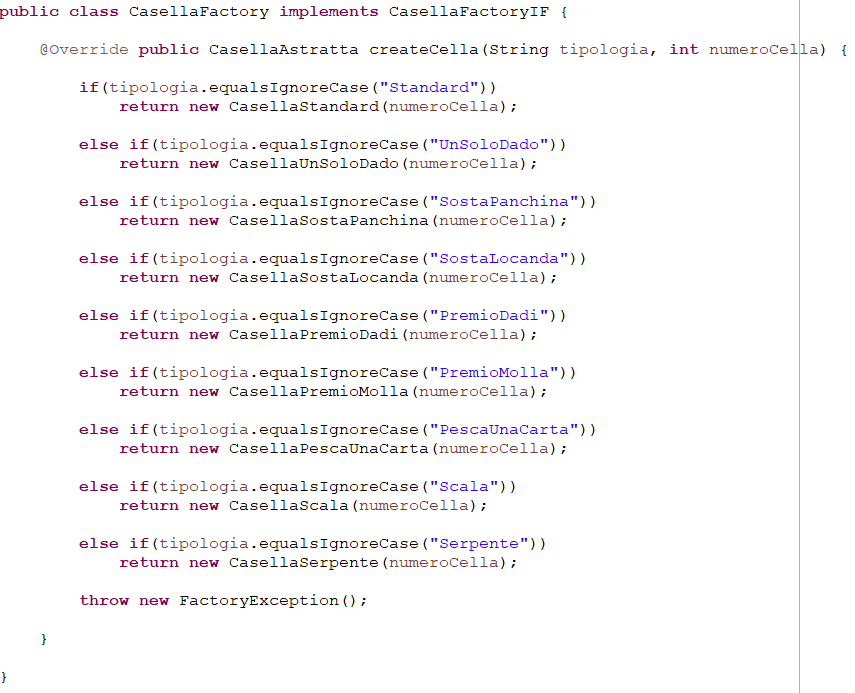 public class CasellaFactory implements CasellaFactoryIF {
@Override public CasellaAstratta createCella(String tipologia, int numeroCella) {
if(tipologia.equalsIgnoreCase("Standard"))
return new CasellaStandard(numeroCella);
else if(tipologia.equalsIgnoreCase("UnSoloDado"))
return new CasellaUnSoloDado(numeroCella);
else if(tipologia.equalsIgnoreCase("SostaPanchina"))
return new CasellaSostaPanchina(numeroCella);
else if(tipologia.equalsIgnoreCase("SostaLocanda"))
return new CasellaSostaLocanda(numeroCella);
else if(tipologia.equalsIgnoreCase("PremioDadi"))
return new CasellaPremioDadi(numeroCella);
else if(tipologia.equalsIgnoreCase("PremioMolla"))
return new CasellaPremioMolla(numeroCella);
else if(tipologia.equalsIgnoreCase("PescaUnaCarta"))
return new CasellaPescaUnaCarta(numeroCella);
else if(tipologia.equalsIgnoreCase("Scala"))
return new CasellaScala(numeroCella);
else if(tipologia.equalsIgnoreCase("Serpente"))
return new CasellaSerpente(numeroCella);
throw new FactoryException();
}
}